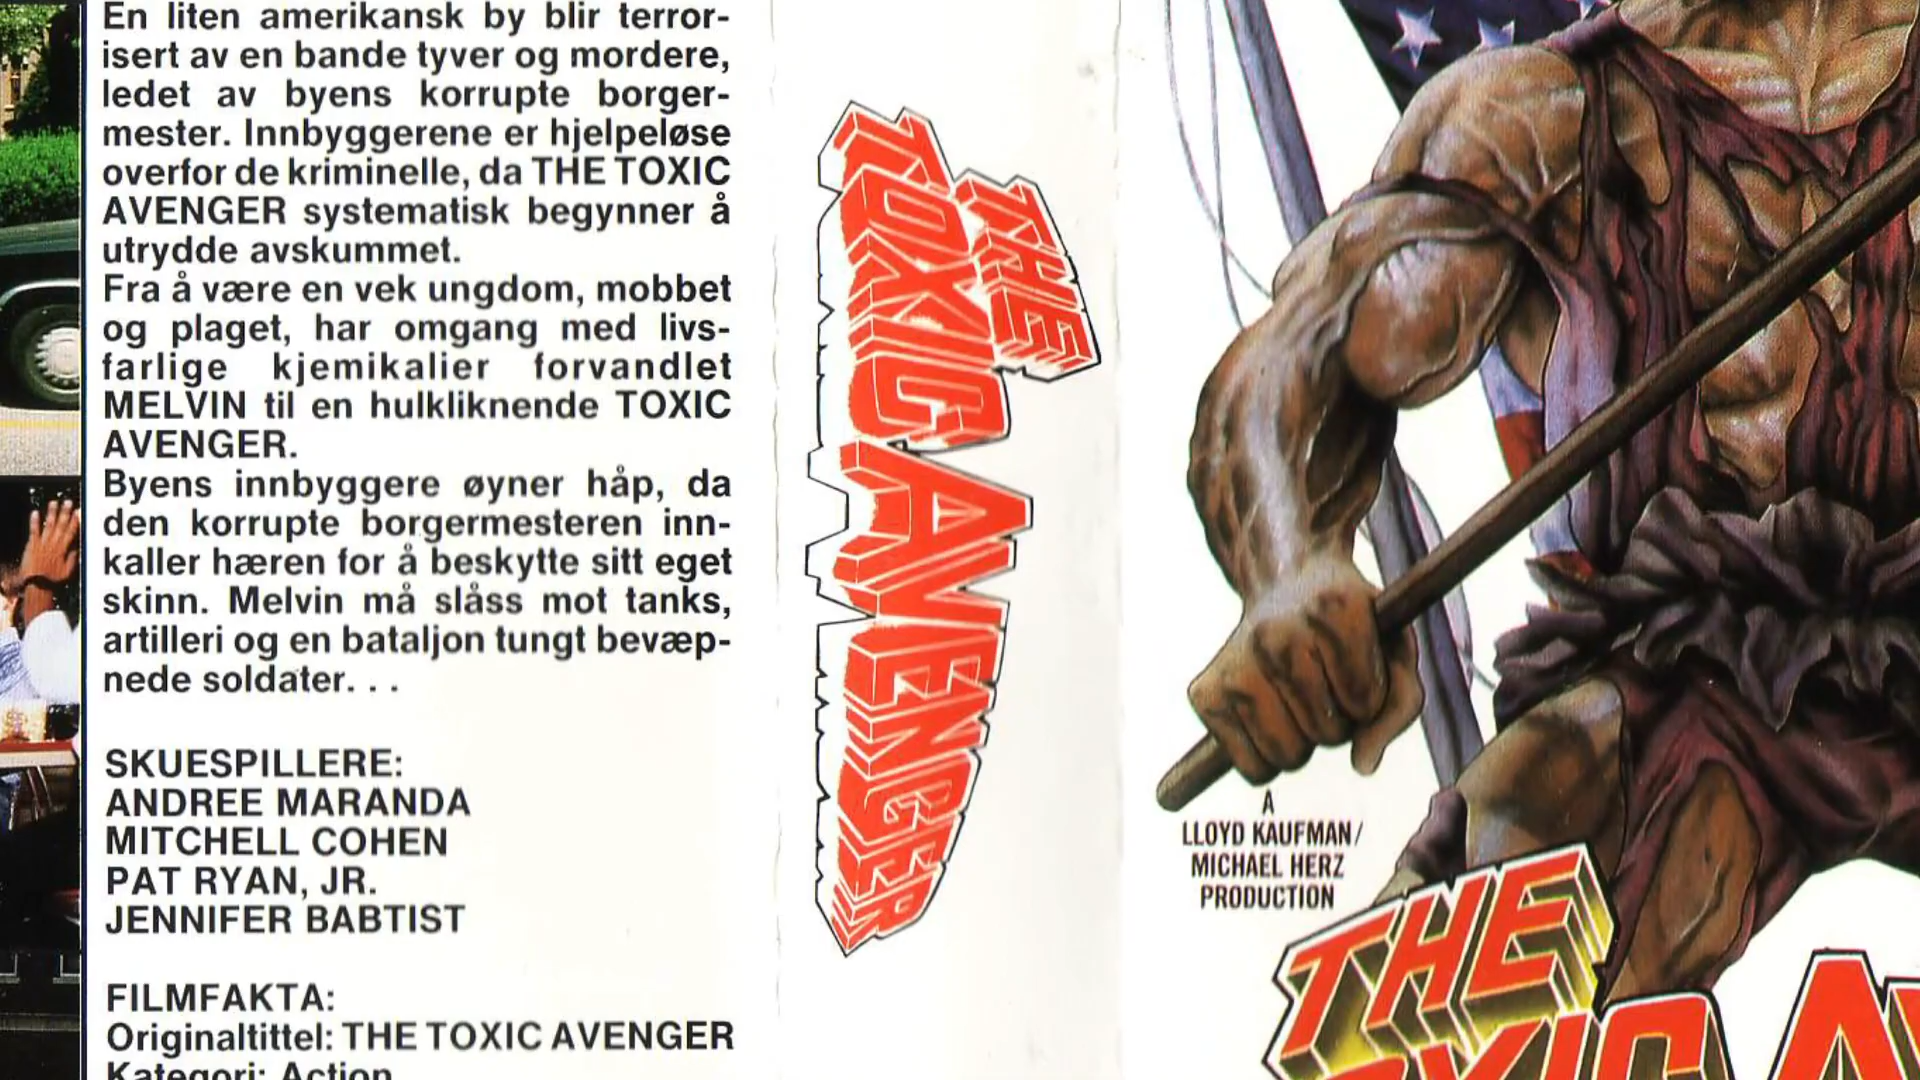 En liten amerikansk by blir terror-
isert av en bande tyver og mordere,
ledet av byens korrupte borger-
mester. Innbyggerene er hjelpeløse
overfor de kriminelle, da THE TOXIC
AVENGER systematisk begynner å
utrydde avskummet.
Fra å være en vek ungdom, mobbet
og plaget, har omgang med livs-
farlige kjemikalier forvandlet
MELVIN til en hulkliknende TOXIC
AVENGER.
Byens innbyggere øyner håp, da
den korrupte borgermesteren inn-
kaller hæren for å beskytte sitt eget
skinn. Melvin må slåss mot tanks,
artilleri og en bataljon tungt bevæp-
nede soldater. . .
SKUESPILLERE:
ANDREE MARANDA
MITCHELL COHEN
PAT RYAN, JR.
JENNIFER BABTIST
FILMFAKTA:
Originaltittel: THE TOXIC AVENGER
Kategori: Action
THE
TOXIC AVENGER
A
LLOYD KAUFMAN/
MICHAEL HERZ
PRODUCTION
THE